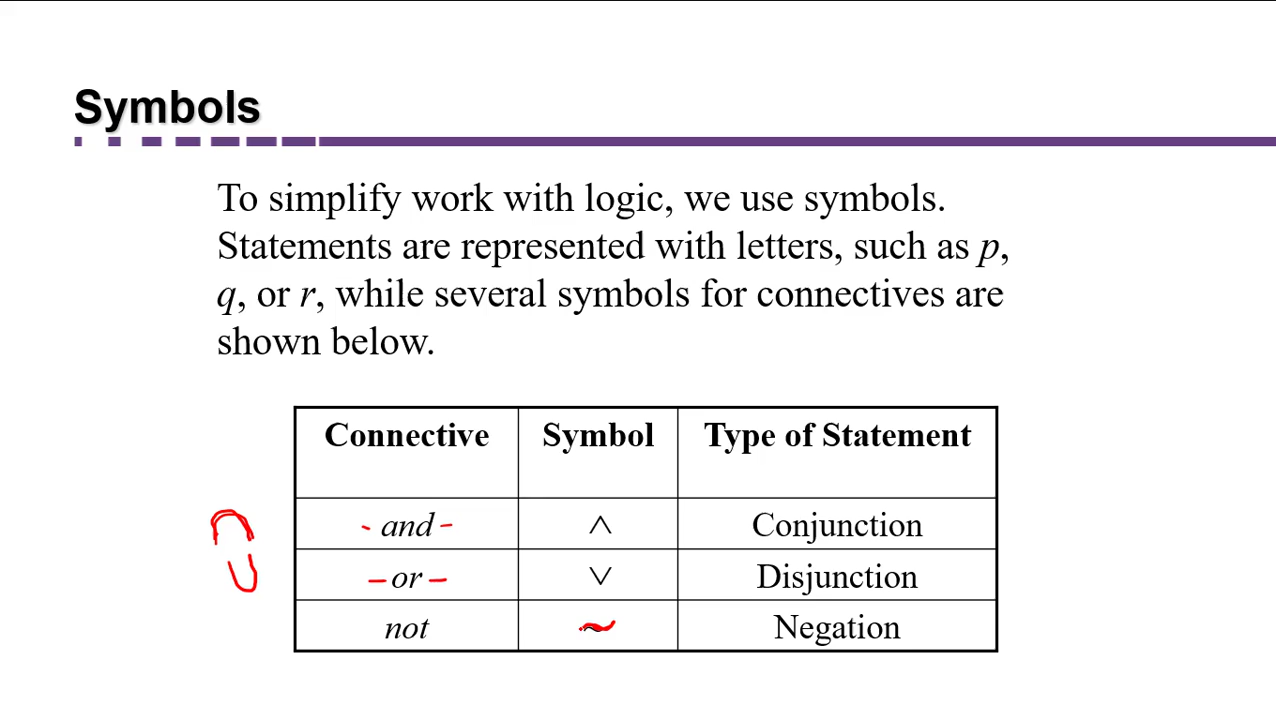 Symbols
To simplify work with logic, we use symbols.
Statements are represented with letters, such as p,
q, or r, while several symbols for connectives are
shown below.
Connective Symbol Type of Statement
- and - ∧ Conjunction
- or - ∨ Disjunction
not ~ Negation
∩
∪